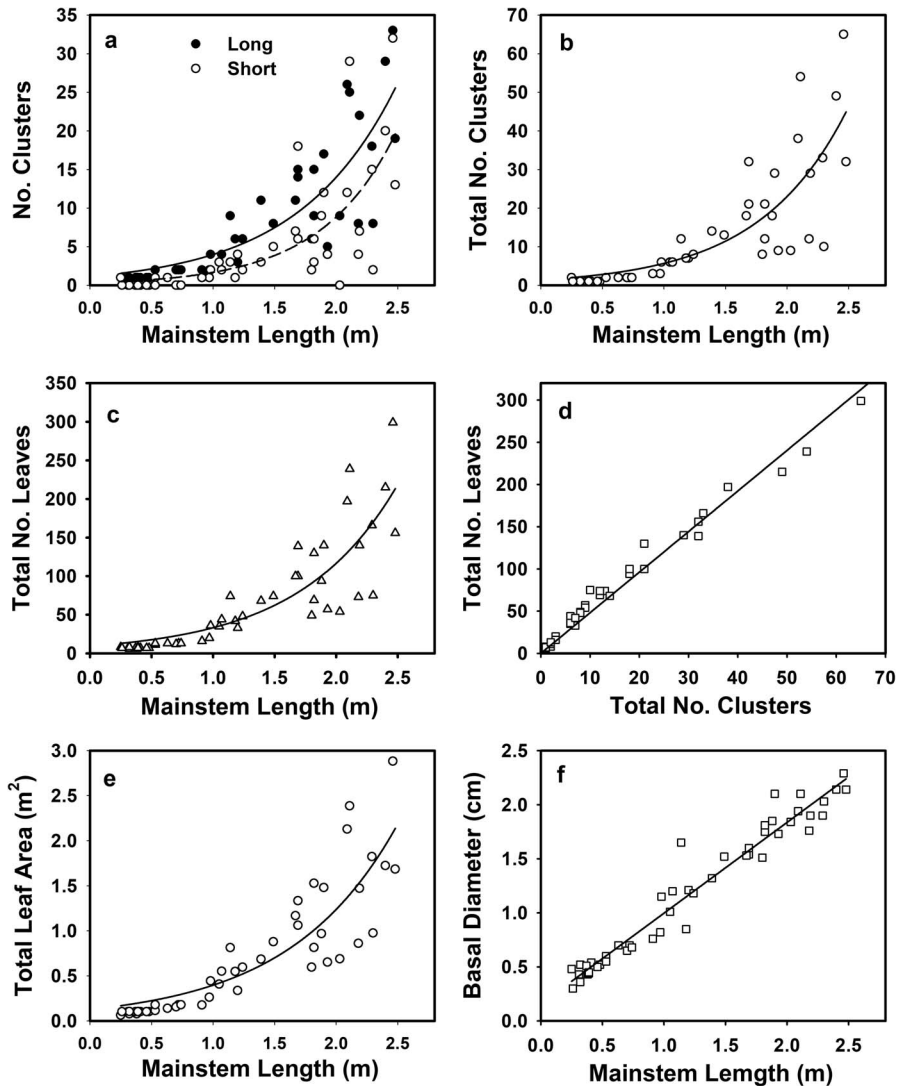 a
Long
Short
No. Clusters
35
30
25
20
15
10
5
0
0.0 0.5 1.0 1.5 2.0 2.5
Mainstem Length (m)
b
Total No. Clusters
70
60
50
40
30
20
10
0
0.0 0.5 1.0 1.5 2.0 2.5
Mainstem Length (m)
c
Total No. Leaves
350
300
250
200
150
100
50
0
0.0 0.5 1.0 1.5 2.0 2.5
Mainstem Length (m)
d
Total No. Leaves
300
250
200
150
100
50
0
0 10 20 30 40 50 60 70
Total No. Clusters
e
Total Leaf Area (m²)
3.0
2.5
2.0
1.5
1.0
0.5
0.0
0.0 0.5 1.0 1.5 2.0 2.5
Mainstem Length (m)
f
Basal Diameter (cm)
2.5
2.0
1.5
1.0
0.5
0.0
0.0 0.5 1.0 1.5 2.0 2.5
Mainstem Length (m)